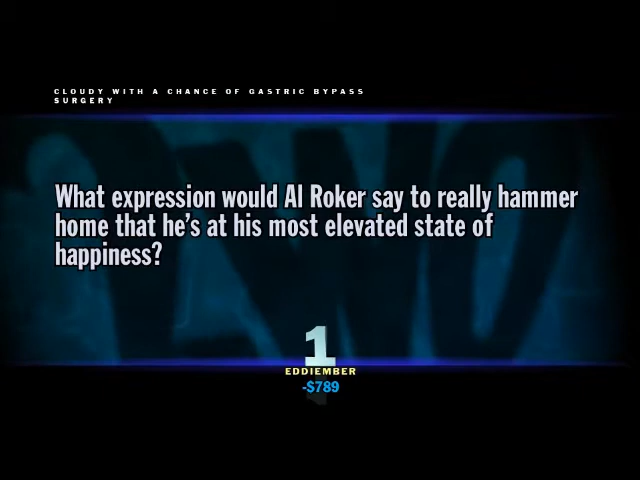 CLOUDY WITH A CHANCE OF GASTRIC BYPASS
SURGERY
What expression would Al Roker say to really hammer
home that he's at his most elevated state of
happiness?
1
EDDIEMBER
-$789